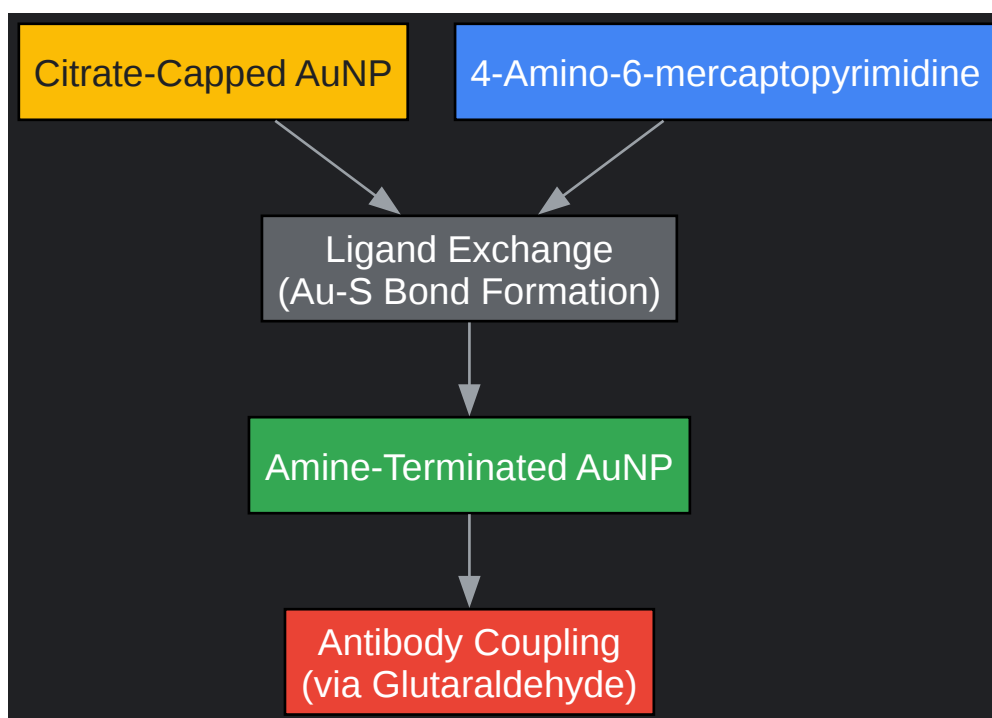 Citrate-Capped AuNP
4-Amino-6-mercaptopyrimidine
Ligand Exchange
(Au-S Bond Formation)
Amine-Terminated AuNP
Antibody Coupling
(via Glutaraldehyde)